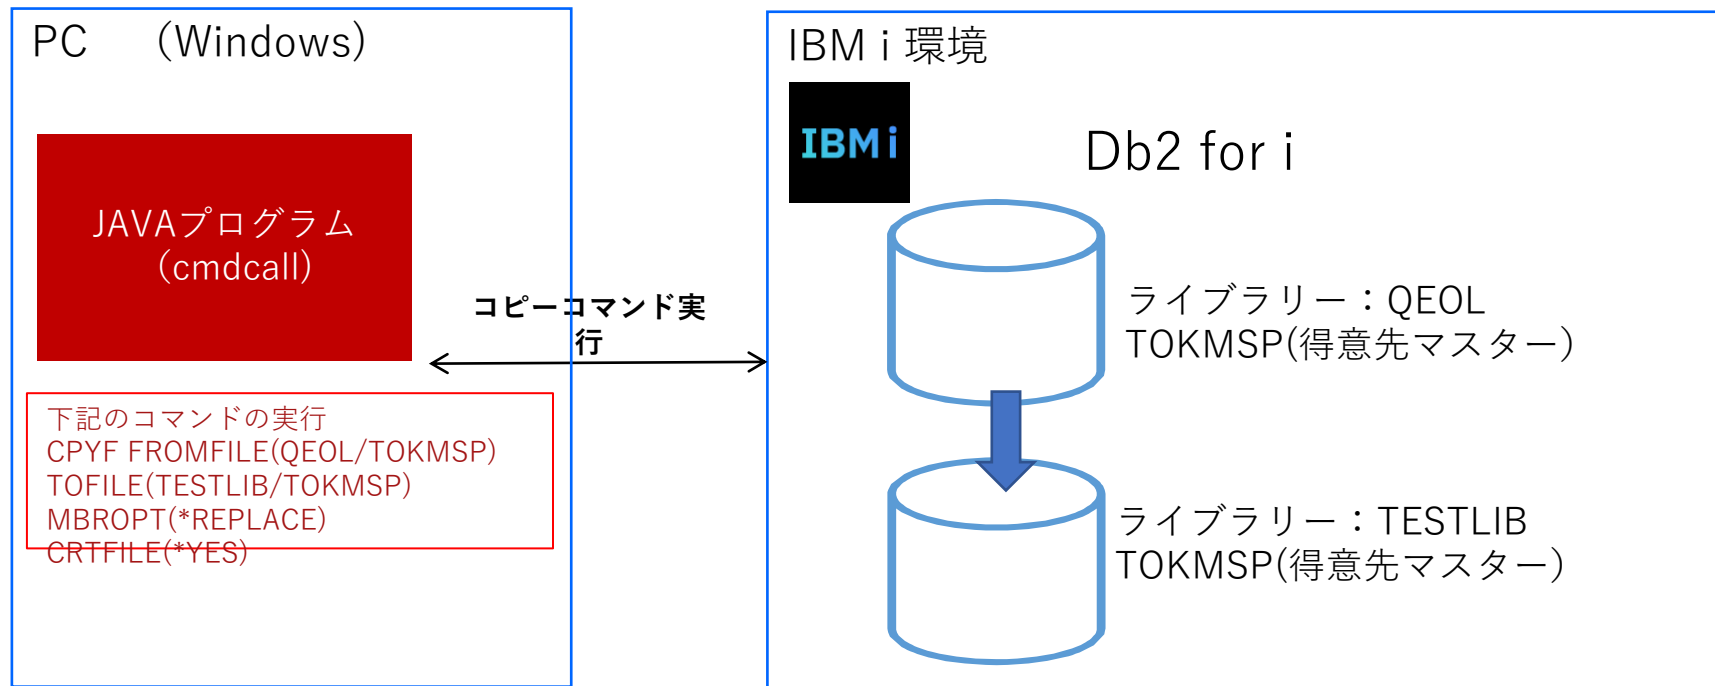 PC (Windows)
JAVAプログラム
(cmdcall)
下記のコマンドの実行
CPYF FROMFILE(QEOL/TOKMSP)
TOFILE(TESTLIB/TOKMSP)
MBROPT(*REPLACE)
CRTFILE(*YES)
コピーコマンド実
行
IBM i 環境
IBM i
Db2 for i
ライブラリー：QEOL
TOKMSP(得意先マスター)
ライブラリー：TESTLIB
TOKMSP(得意先マスター)